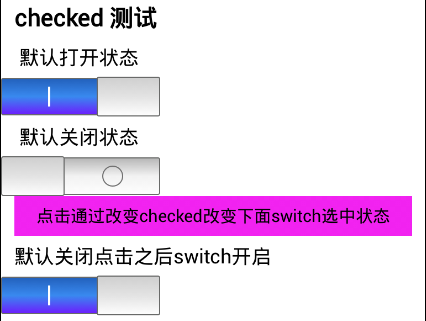 checked 测试
默认打开状态
默认关闭状态
点击通过改变checked改变下面switch选中状态
默认关闭点击之后switch开启